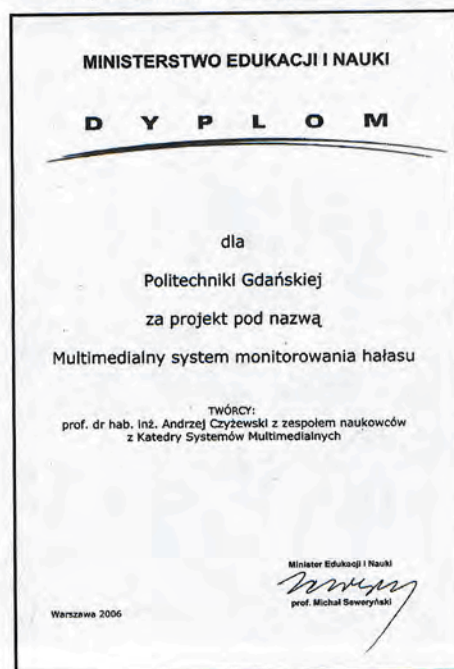 MINISTERSTWO EDUKACJI I NAUKI
DYPLOM
dla
Politechniki Gdańskiej
za projekt pod nazwą
Multimedialny system monitorowania hałasu
TWÓRCY:
prof. dr hab. inż. Andrzej Czyżewski z zespołem naukowców
z Katedry Systemów Multimedialnych
Minister Edukacji i Nauki
prof. Michał Seweryński
Warszawa 2006